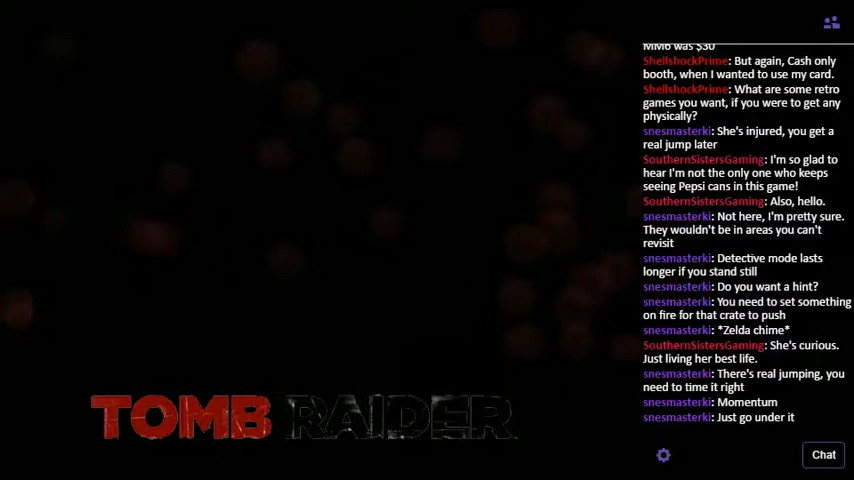 MM6 was $30
ShellshockPrime: But again, Cash only
booth, when I wanted to use my card.
ShellshockPrime: What are some retro
games you want, if you were to get any
physically?
snesmasterki: She's injured, you get a
real jump later
SouthernSistersGaming: I'm so glad to
hear I'm not the only one who keeps
seeing Pepsi cans in this game!
SouthernSistersGaming: Also, hello.
snesmasterki: Not here, I'm pretty sure.
They wouldn't be in areas you can't
revisit
snesmasterki: Detective mode lasts
longer if you stand still
snesmasterki: Do you want a hint?
snesmasterki: You need to set something
on fire for that crate to push
snesmasterki: *Zelda chime*
SouthernSistersGaming: She's curious.
Just living her best life.
snesmasterki: There's real jumping, you
need to time it right
snesmasterki: Momentum
snesmasterki: Just go under it
TOMB RAIDER
Chat